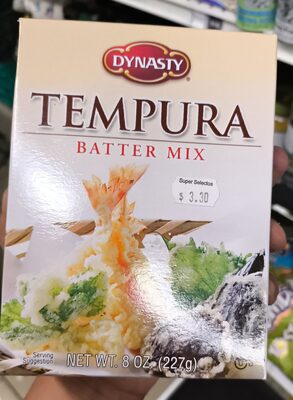 DYNASTY
TEMPURA
BATTER MIX
Super Selectos
$ 3.30
Serving
Suggestion
NET WT. 8 OZ. (227g)